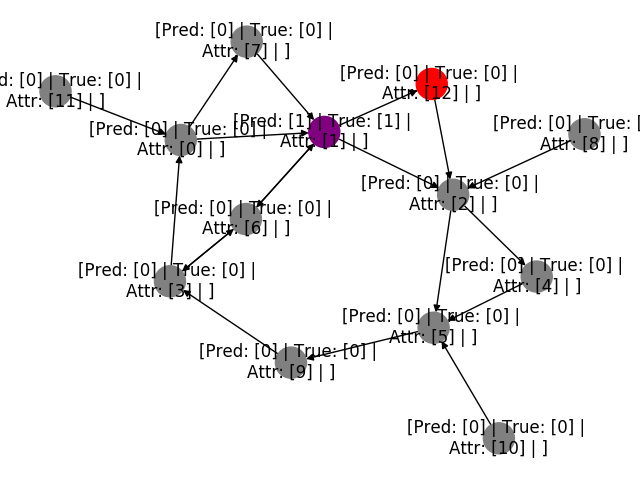 [Pred: [0] | True: [0] |
Attr: [7] | ]
d: [0] | True: [0] |
Attr: [11] | ]
[Pred: [0] | True: [0] |
Attr: [12] | ]
[Pred: [0] | True: [0] |
Attr: [0] | ]
[Pred: [1] | True: [1] |
Attr: [1] | ]
[Pred: [0] | True: [0]
Attr: [8] | ]
[Pred: [0] | True: [0] |
Attr: [2] | ]
[Pred: [0] | True: [0] |
Attr: [6] | ]
[Pred: [0] | True: [0] |
Attr: [3] | ]
[Pred: [0] | True: [0] |
Attr: [4] | ]
[Pred: [0] | True: [0] |
Attr: [5] | ]
[Pred: [0] | True: [0] |
Attr: [9] | ]
[Pred: [0] | True: [0] |
Attr: [10] | ]